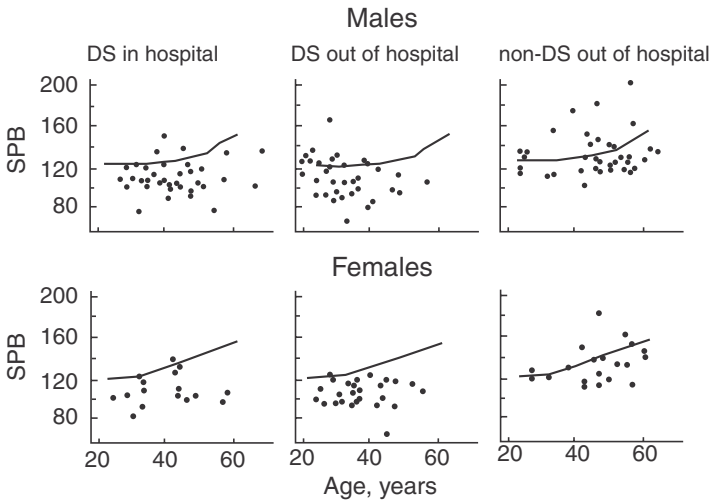 Males
DS in hospital DS out of hospital non-DS out of hospital
200
160
120
80
SPB
Females
200
160
120
80
SPB
20 40 60 20 40 60 20 40 60
Age, years